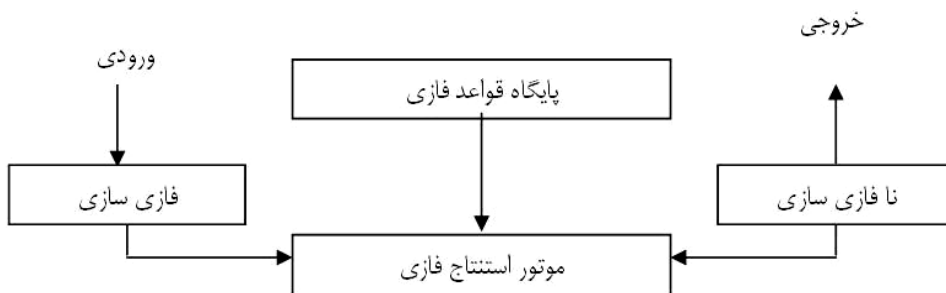 خروجی
ورودی
پایگاه قواعد فازی
فازی سازی
نا فازی سازی
موتور استنتاج فازی